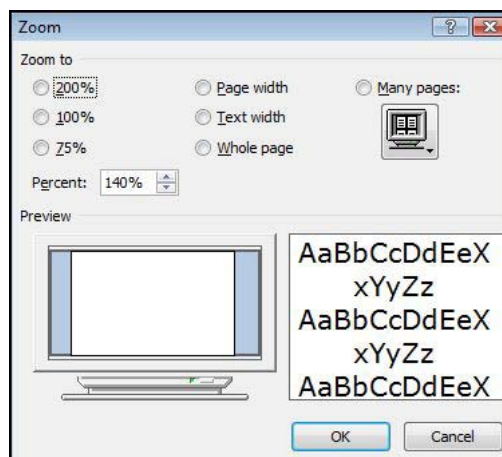 Zoom
Zoom to
200% Page width Many pages:
100% Text width
75% Whole page
Percent: 140%
Preview
AaBbCcDdEeX
xYyZz
AaBbCcDdEeX
xYyZz
AaBbCcDdEeX
OK Cancel